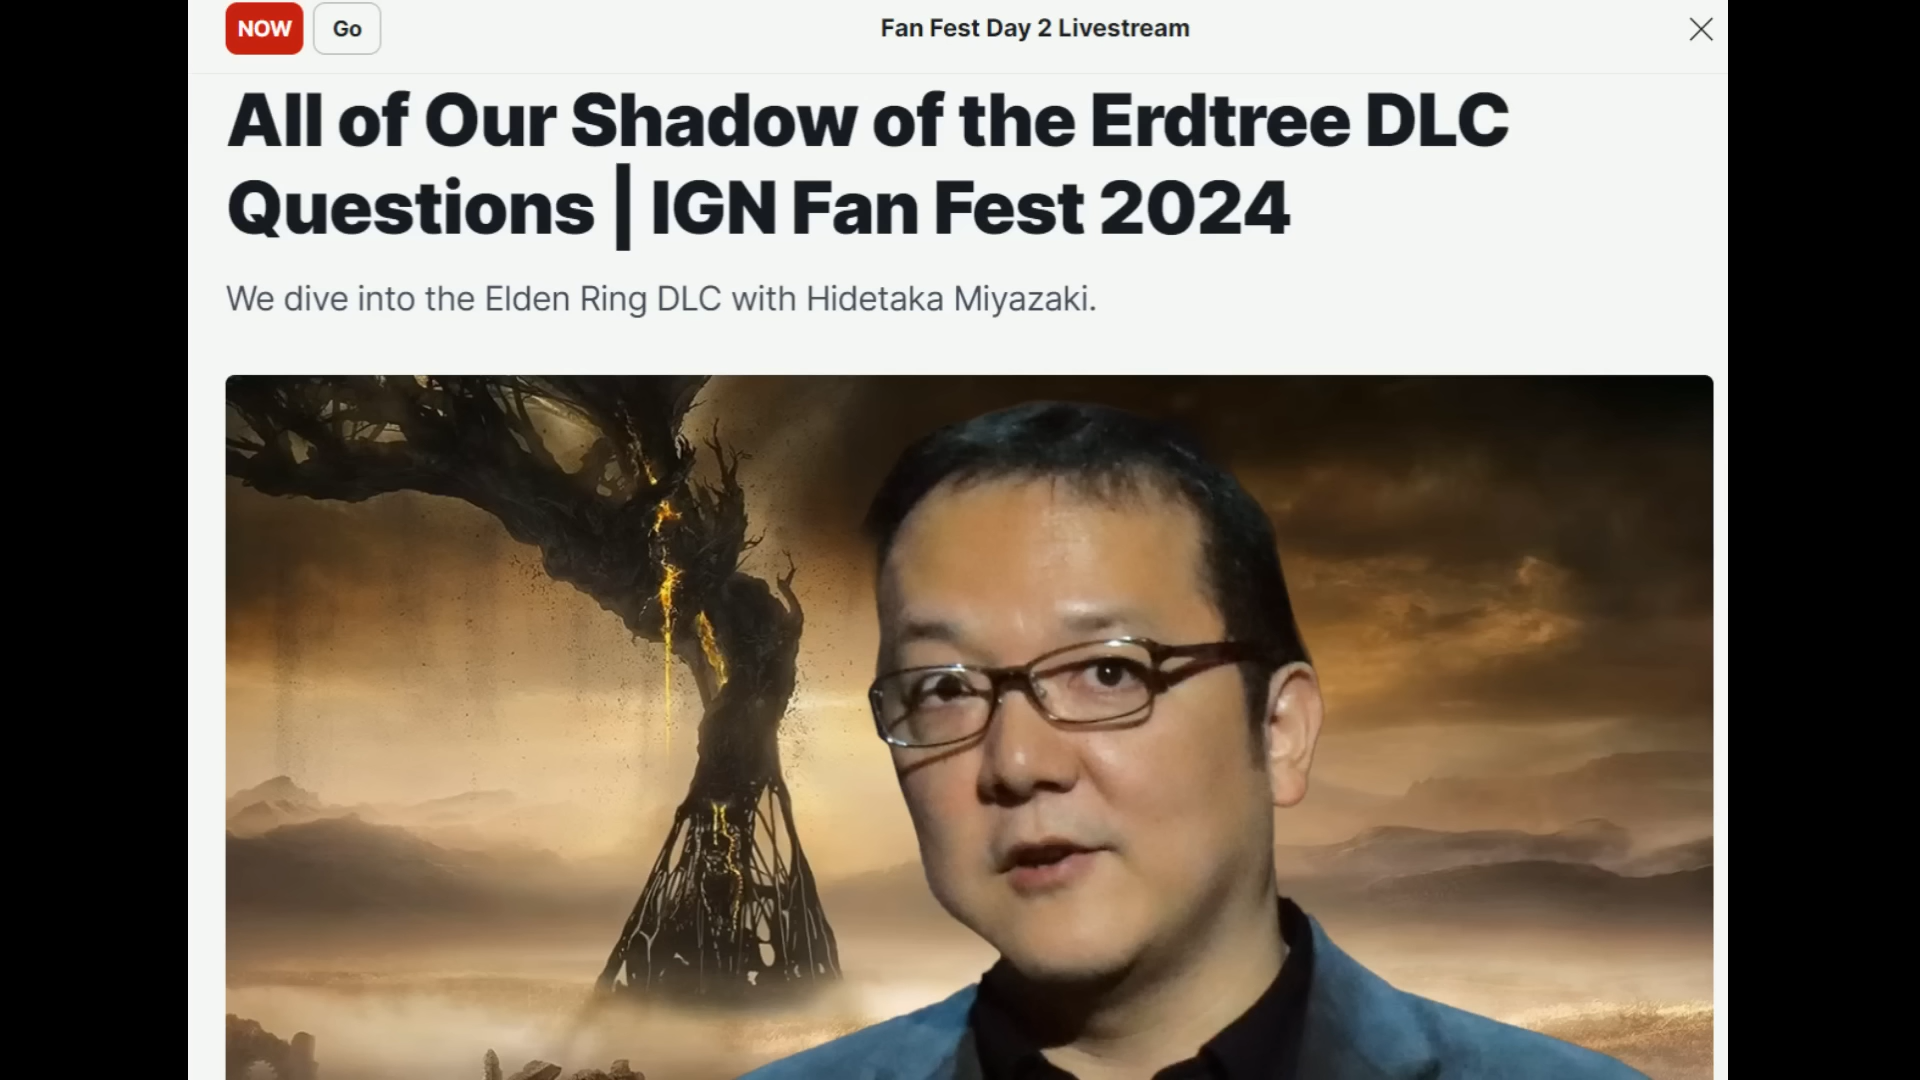 NOW
Go
Fan Fest Day 2 Livestream
All of Our Shadow of the Erdtree DLC
Questions | IGN Fan Fest 2024
We dive into the Elden Ring DLC with Hidetaka Miyazaki.